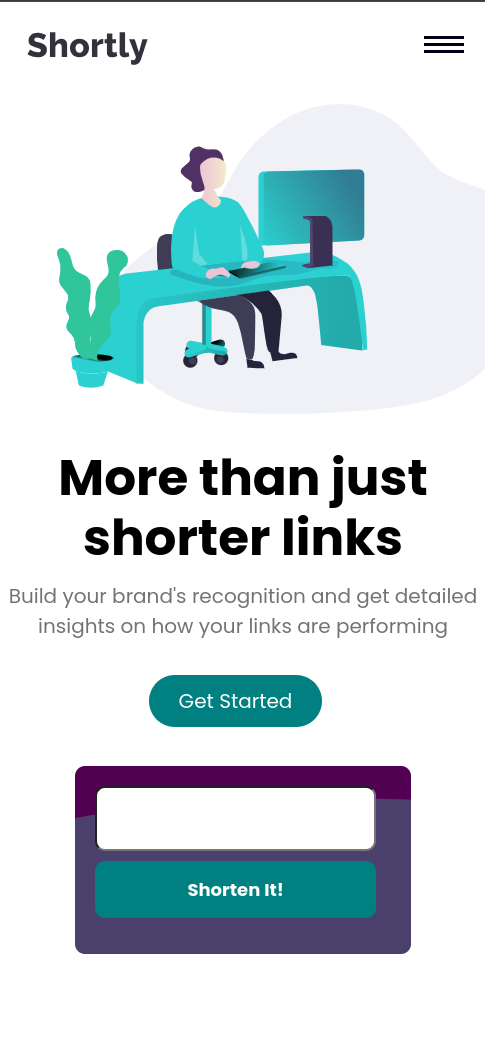 Shortly
More than just
shorter links
Build your brand's recognition and get detailed
insights on how your links are performing
Get Started
Shorten It!